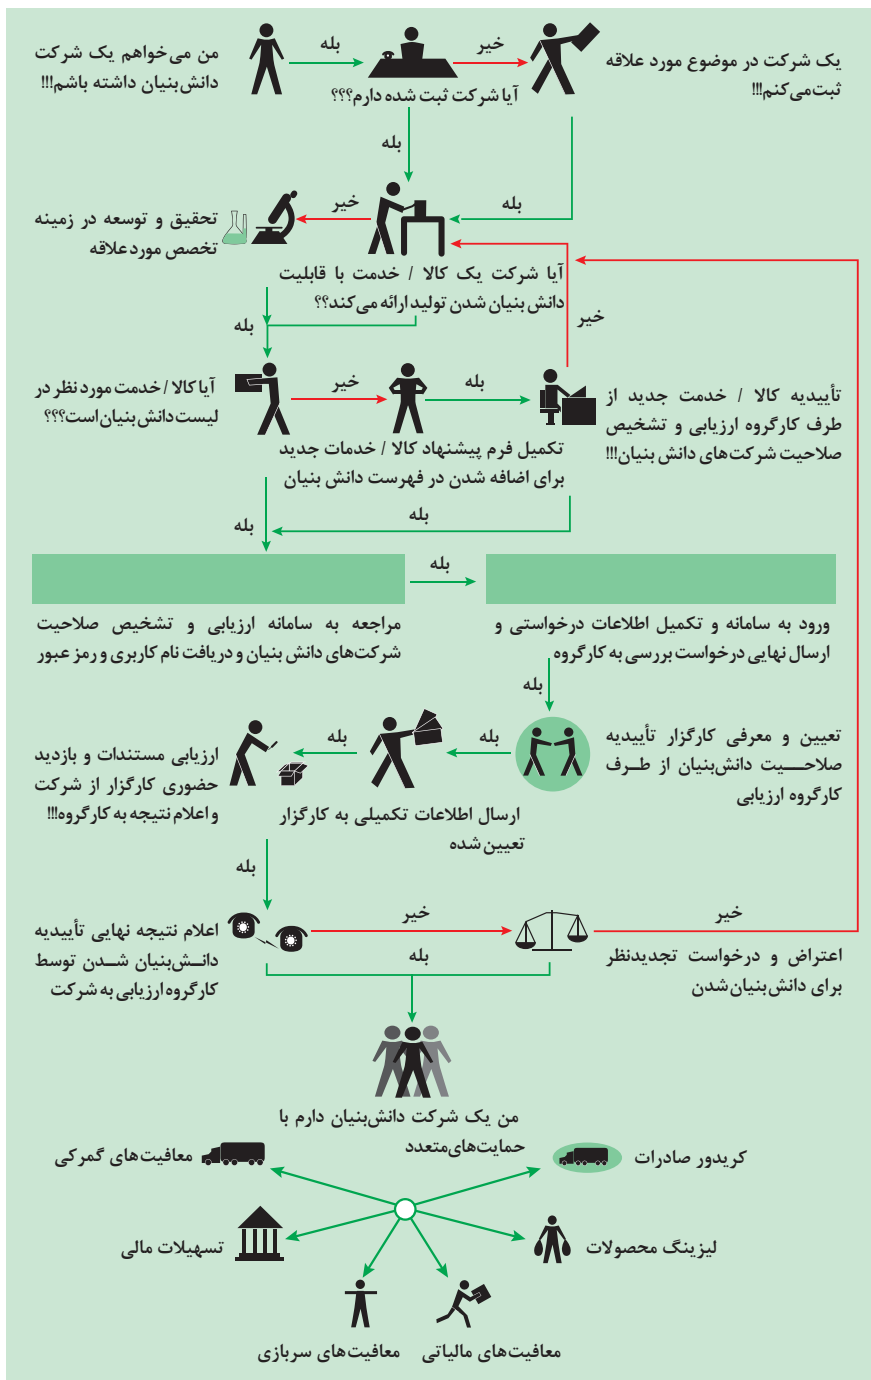 من می‌خواهم یک شرکت
دانش‌بنیان داشته باشم!!!
بله
آیا شرکت ثبت شده دارم؟؟؟
خیر
یک شرکت در موضوع مورد علاقه
ثبت‌می‌کنم!!!
بله
بله
خیر
تحقیق و توسعه در زمینه
تخصص مورد علاقه
آیا شرکت یک کالا / خدمت با قابلیت
دانش‌بنیان شدن تولید ارائه می‌کند؟؟
خیر
بله
آیا کالا / خدمت مورد نظر در
لیست دانش‌بنیان است؟؟؟
خیر
بله
تکمیل فرم پیشنهاد کالا / خدمات جدید
برای اضافه شدن در فهرست دانش بنیان
تأییدیه کالا / خدمت جدید از
طرف کارگروه ارزیابی و تشخیص
صلاحیت شرکت‌های دانش بنیان!!!
بله
بله
بله
مراجعه به سامانه ارزیابی و تشخیص صلاحیت
شرکت‌های دانش بنیان و دریافت نام کاربری و رمز عبور
ورود به سامانه و تکمیل اطلاعات درخواستی و
ارسال نهایی درخواست بررسی به کارگروه
بله
تعیین و معرفی کارگزار تأییدیه
صلاحیت دانش‌بنیان از طرف
کارگروه ارزیابی
بله
ارسال اطلاعات تکمیلی به کارگزار
تعیین شده
بله
ارزیابی مستندات و بازدید
حضوری کارگزار از شرکت
و اعلام نتیجه به کارگروه!!!
بله
اعلام نتیجه نهایی تأییدیه
دانش‌بنیان شدن توسط
کارگروه ارزیابی به شرکت
خیر
بله
خیر
اعتراض و درخواست تجدیدنظر
برای دانش‌بنیان‌شدن
من یک شرکت دانش‌بنیان دارم با
حمایت‌های‌متعدد
کریدور صادرات
معافیت‌های گمرکی
لیزینگ محصولات
تسهیلات مالی
معافیت‌های مالیاتی
معافیت‌های سربازی